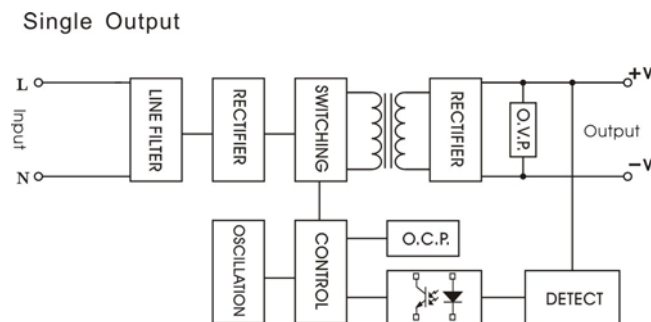 Single Output
L
Input
N
LINE FILTER
RECTIFIER
SWITCHING
RECTIFIER
O.V.P.
+V
Output
-V
OSCILLATION
CONTROL
O.C.P.
DETECT